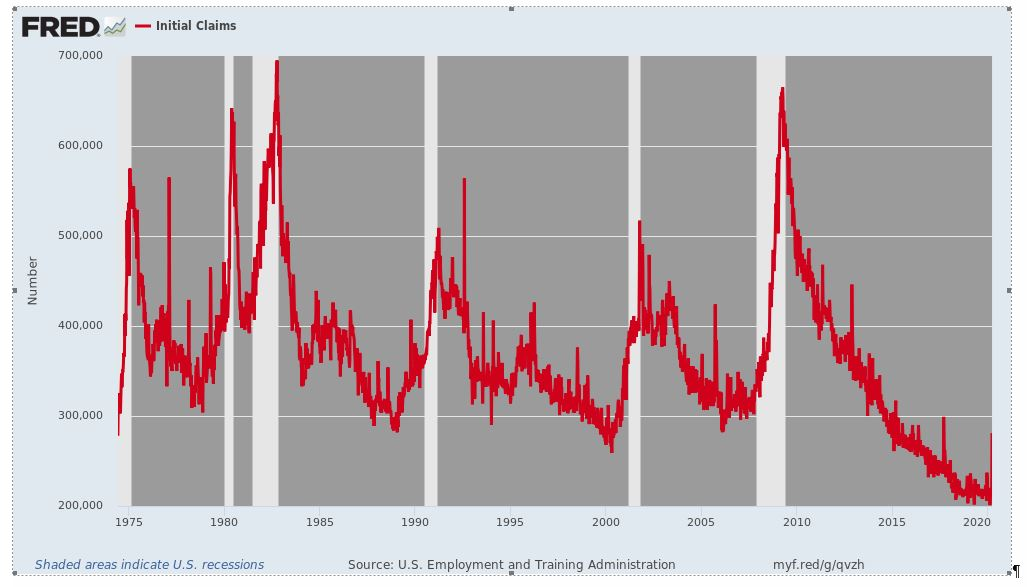 FRED
Initial Claims
700,000
600,000
500,000
400,000
300,000
200,000
Number
1975 1980 1985 1990 1995 2000 2005 2010 2015 2020
Shaded areas indicate U.S. recessions Source: U.S. Employment and Training Administration myf.red/g/qvzh
¶